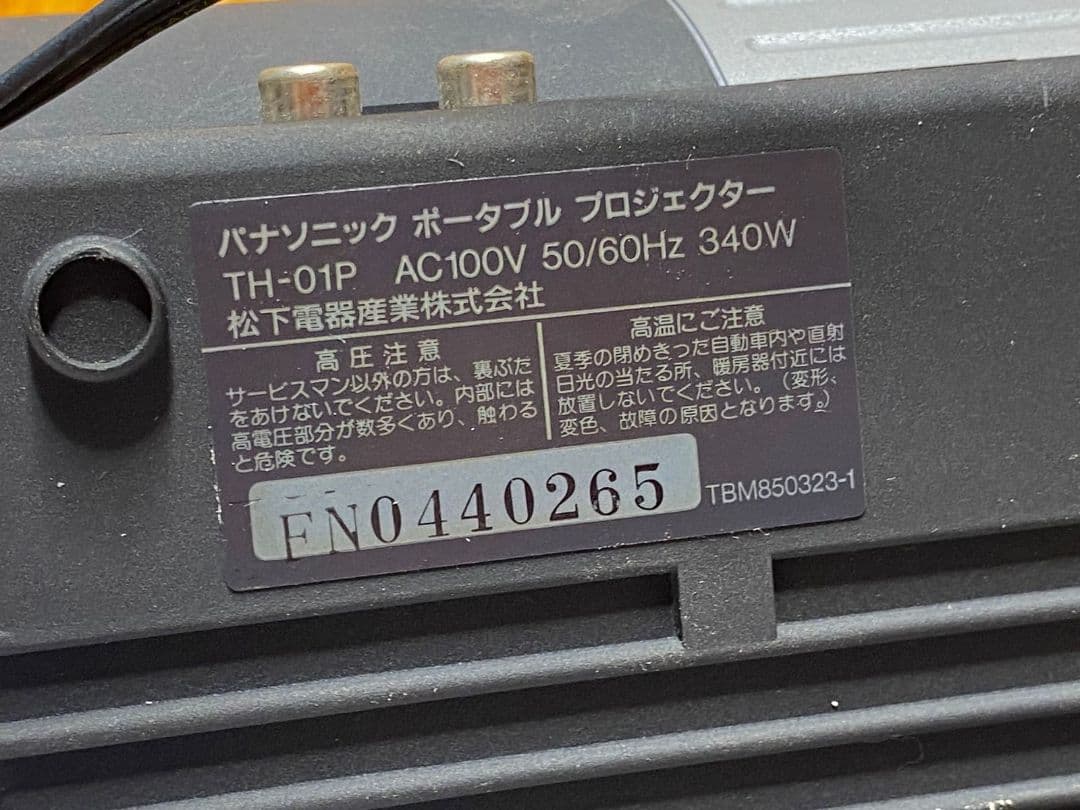 パナソニック ポータブル プロジェクター
TH-01P AC100V 50/60Hz 340W
松下電器産業株式会社
高圧注意
サービスマン以外の方は、裏ぶた
をあけないでください。内部には
高電圧部分が数多くあり、触わる
と危険です。
高温にご注意
夏季の閉めきった自動車内や直射
日光の当たる所、暖房器付近には
放置しないでください。(変形、
変色、故障の原因となります。)
EN0440265
TBM850323-1